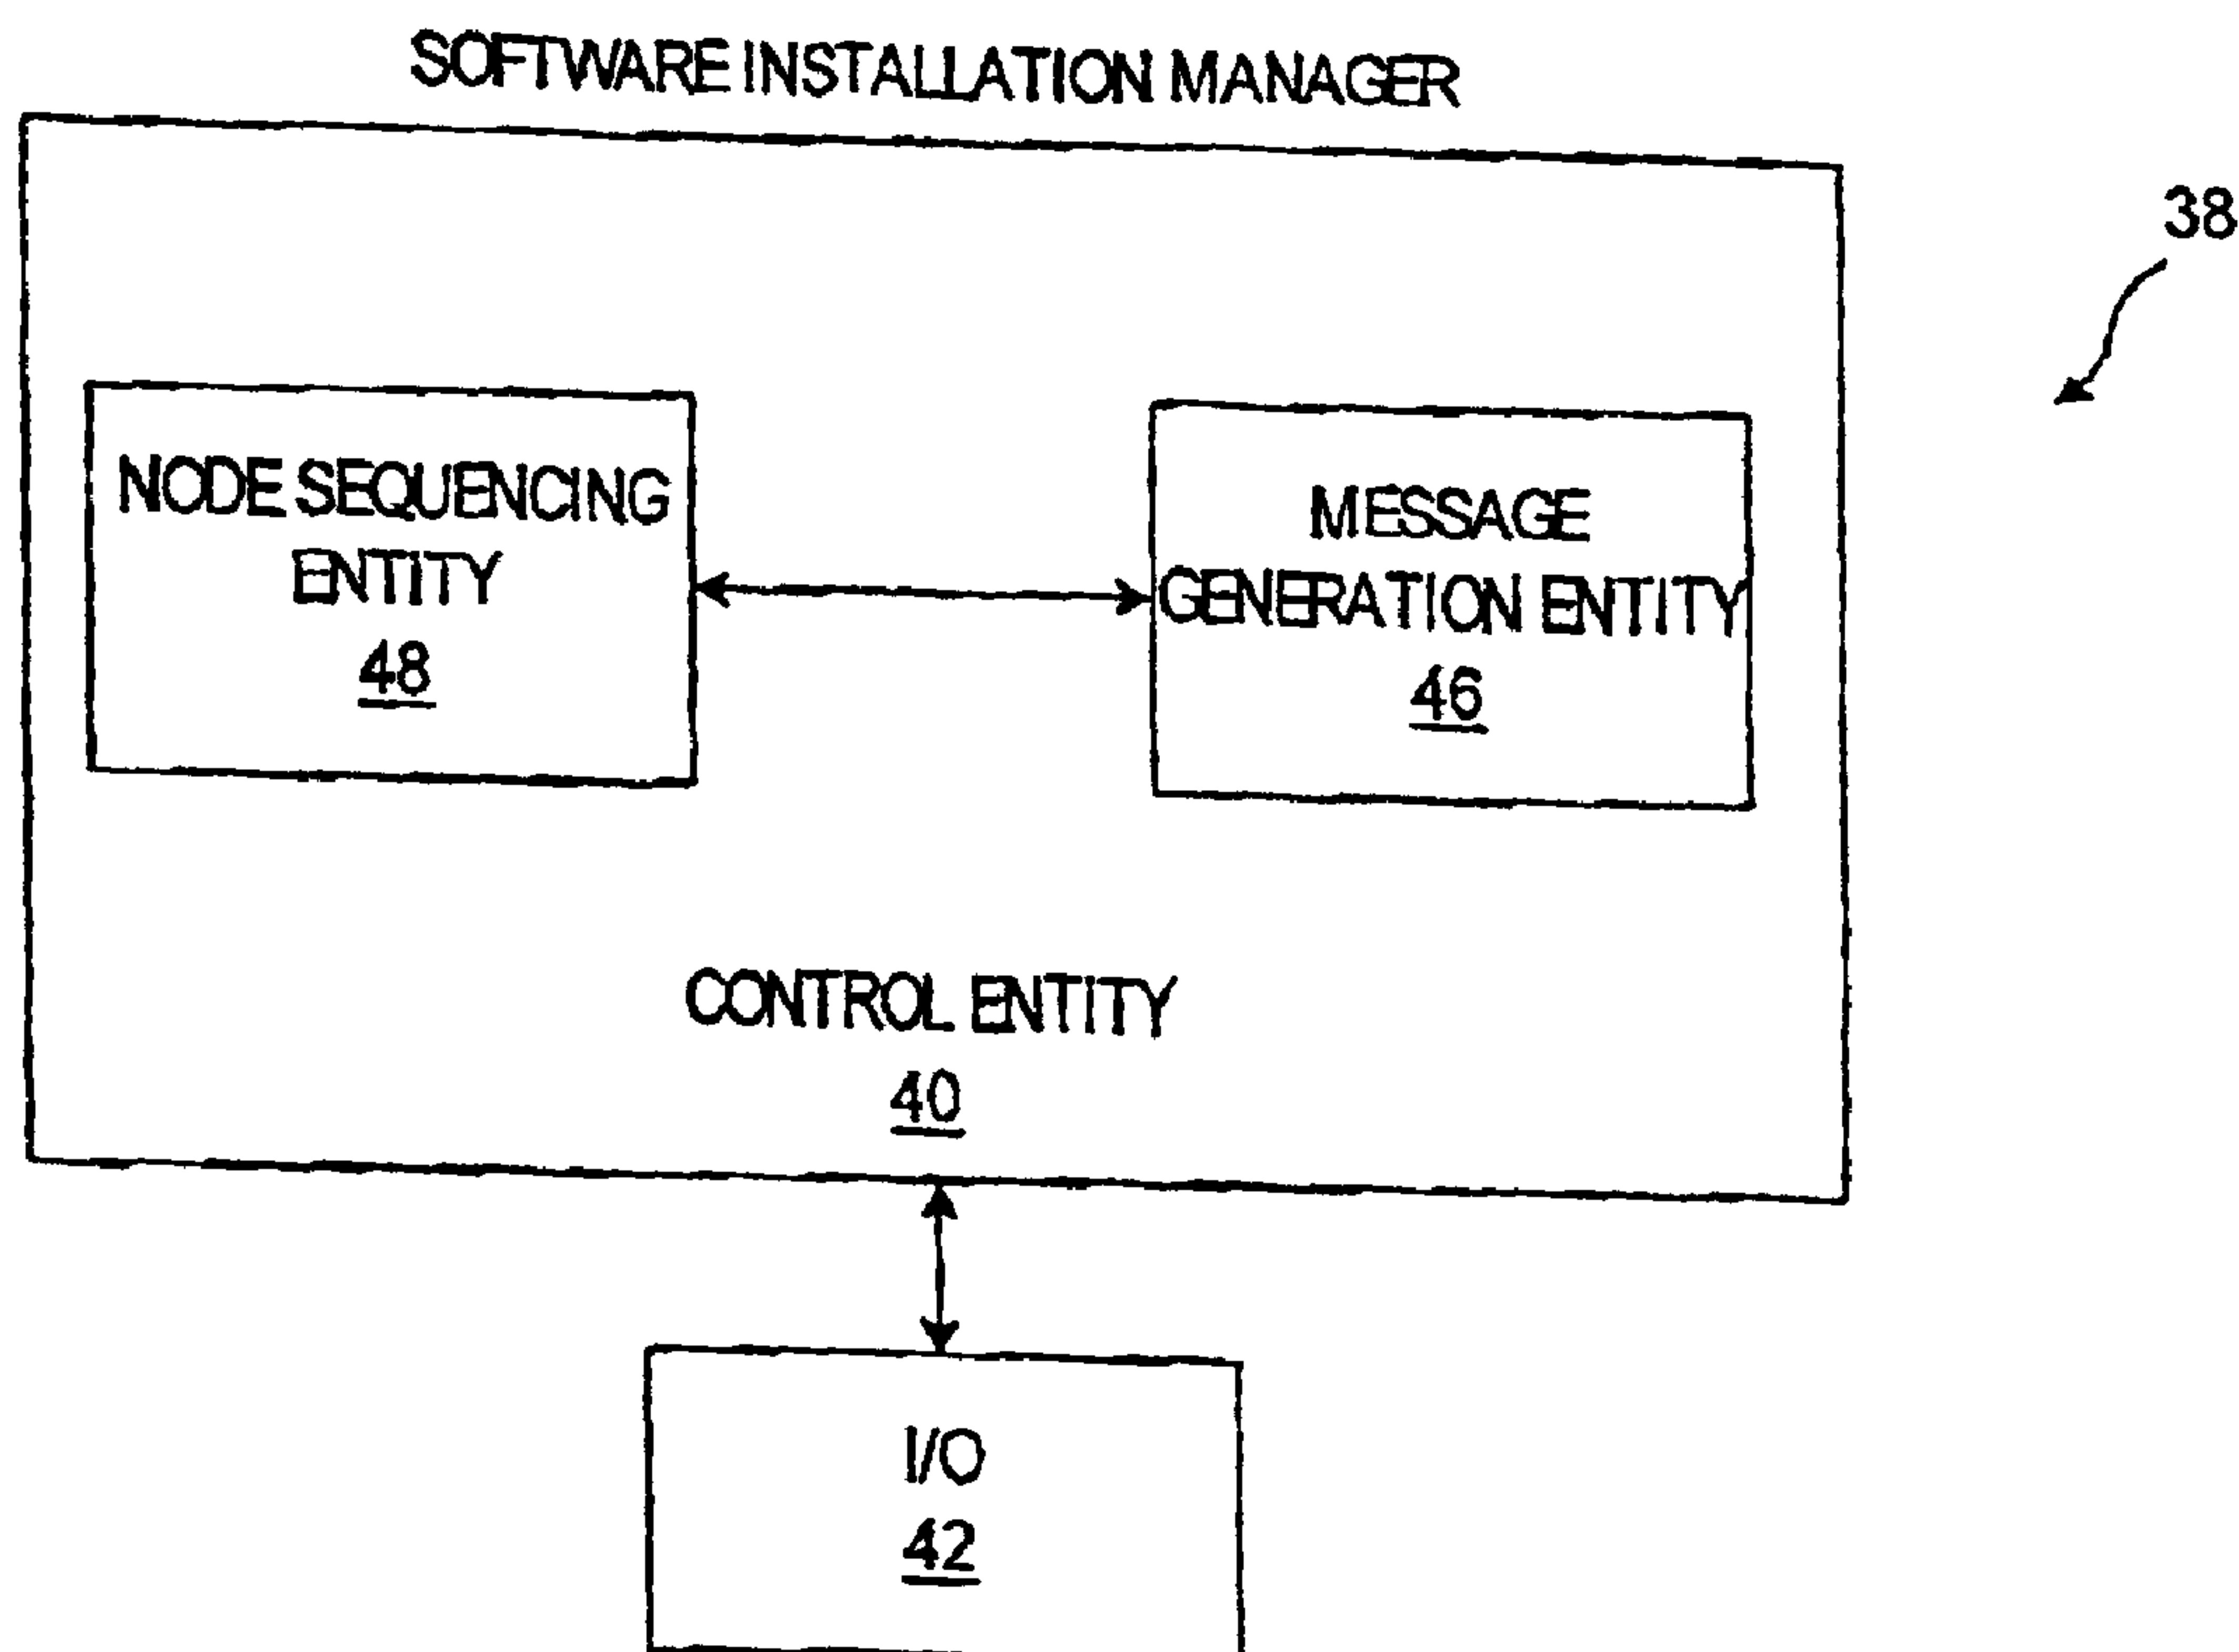 SOFTWARE INSTALLATION MANAGER
38
NODE SEQUENCING
ENTITY
48
MESSAGE
GENERATION ENTITY
46
CONTROL ENTITY
40
I/O
42